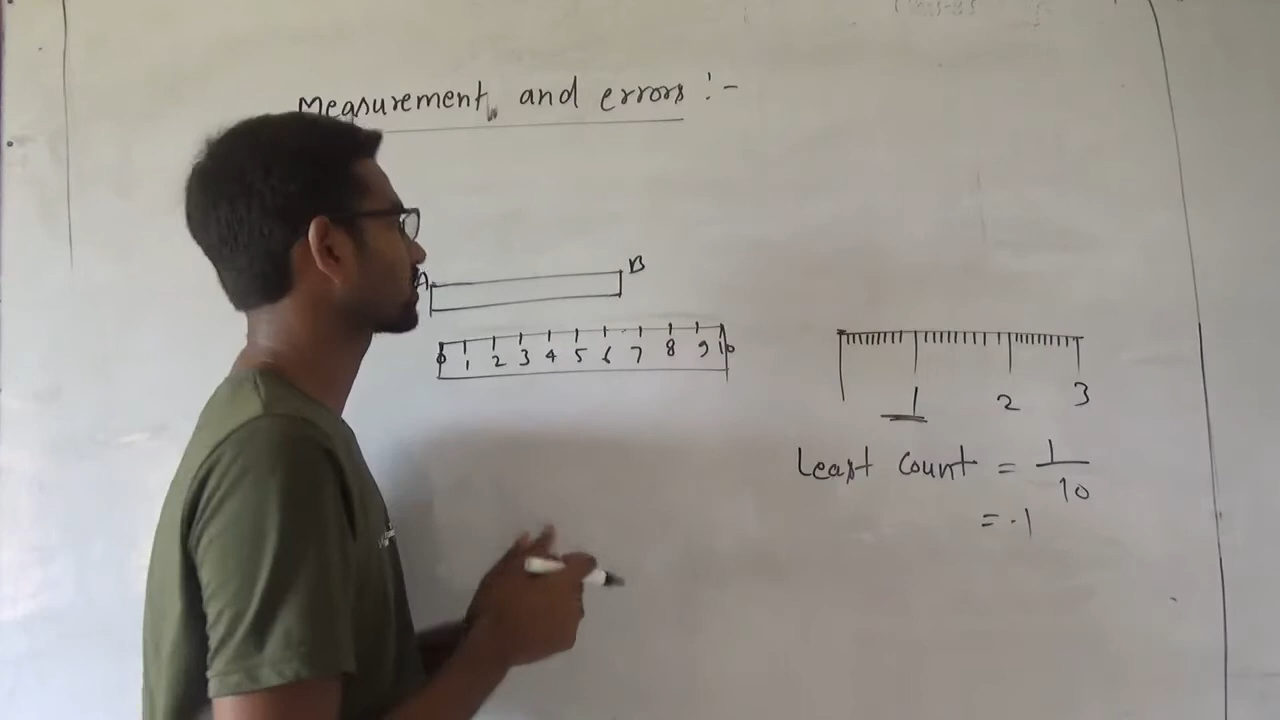 Measurement and errors :-
A B
0 1 2 3 4 5 6 7 8 9 10
1 2 3
Least count = 1/10
= .1